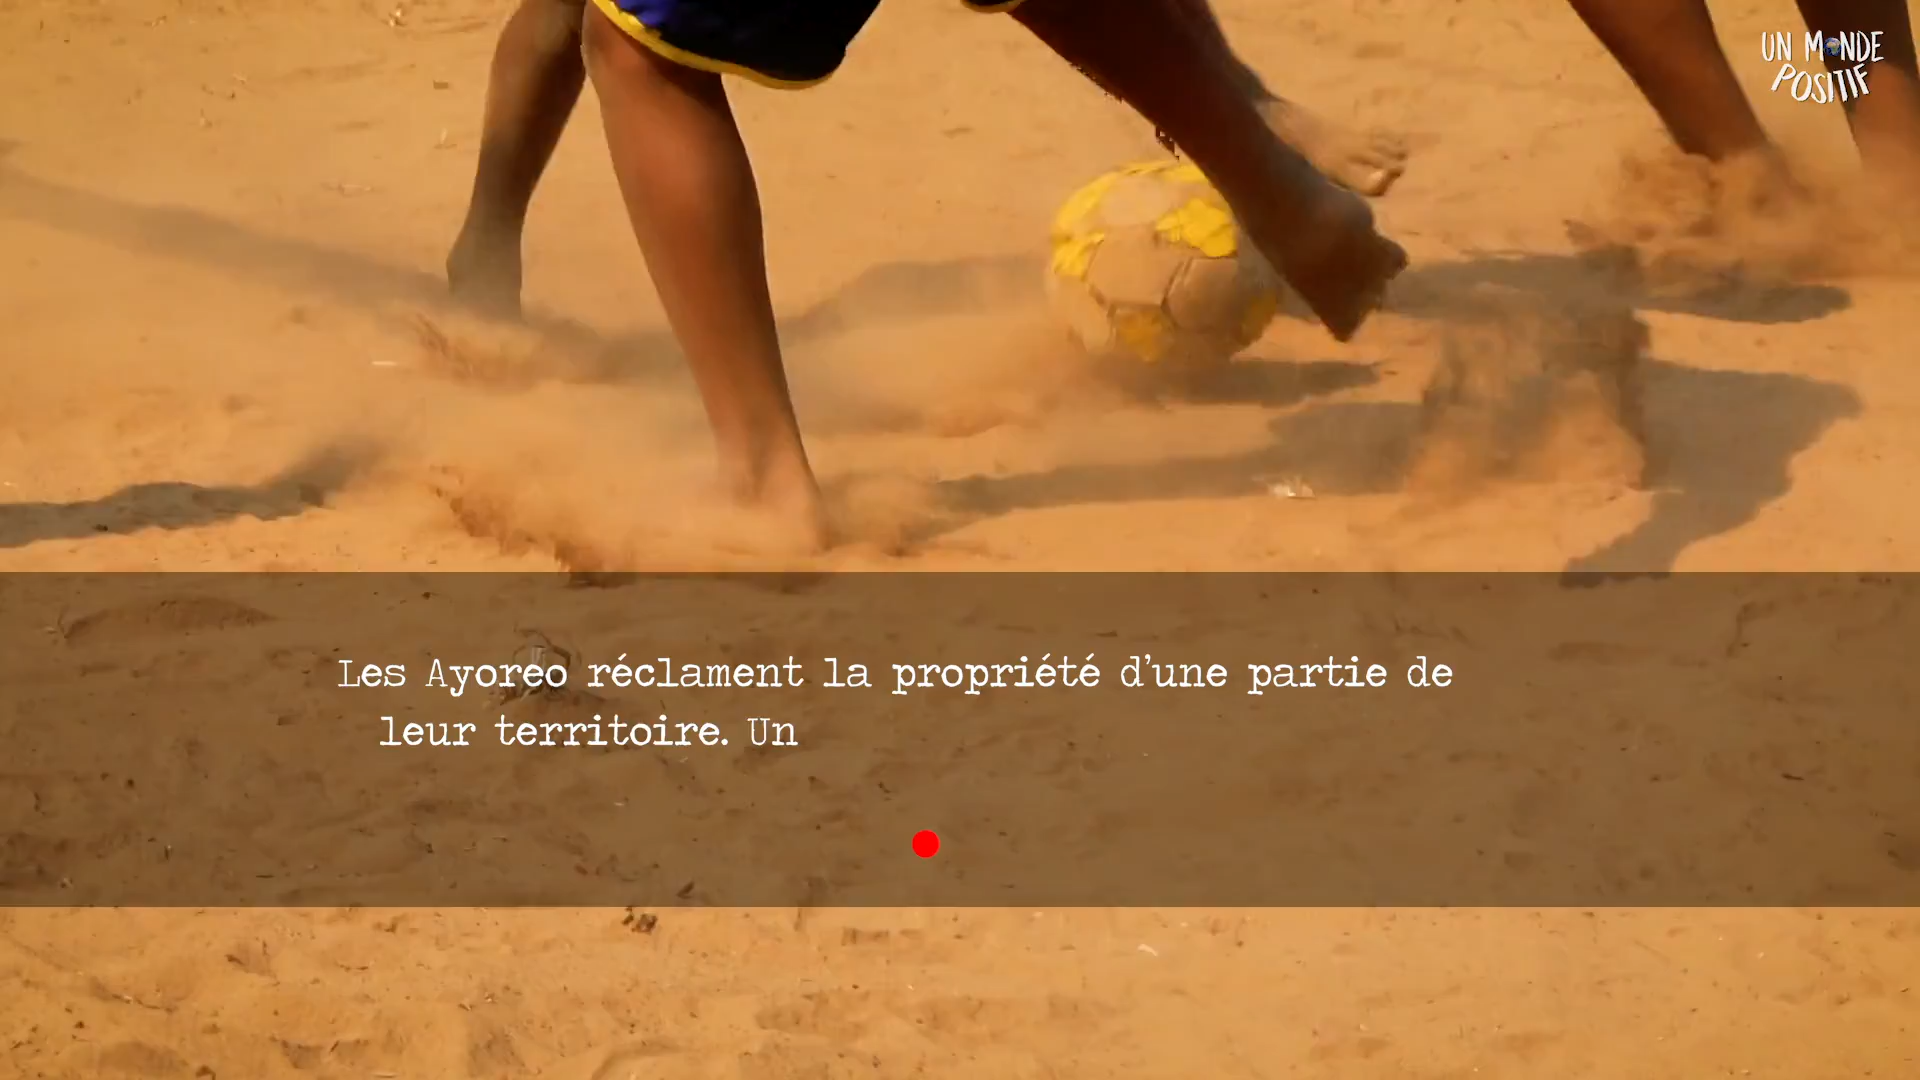 UN MONDE
POSITIF
Les Ayoreo réclament la propriété d'une partie de
leur territoire. Un